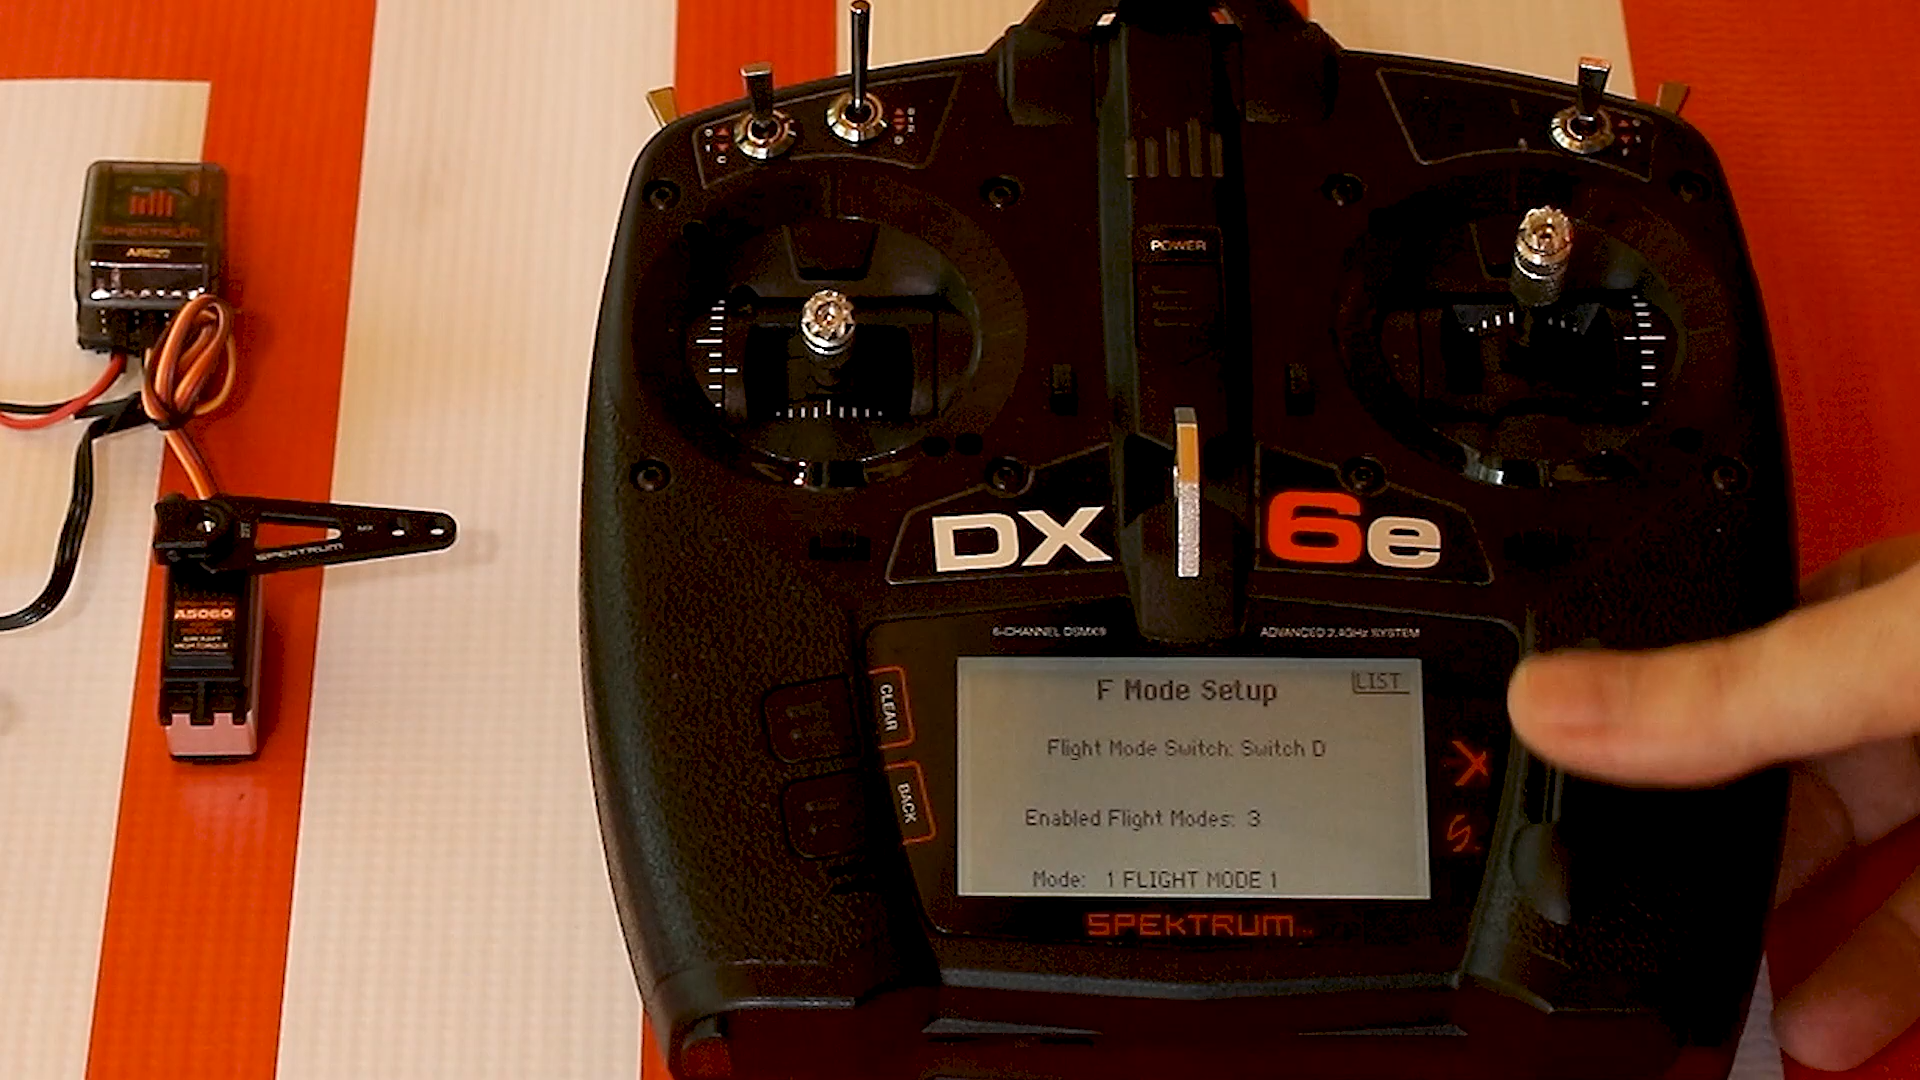 SPEKTRUM
AR620
POWER
DX 6e
6-CHANNEL DSMX®
ADVANCED 2.4GHz SYSTEM
SPEKTRUM
A5060
CLEAR
BACK
F Mode Setup
LIST
Flight Mode Switch: Switch D
Enabled Flight Modes: 3
Mode: 1 FLIGHT MODE 1
SPEKTRUM